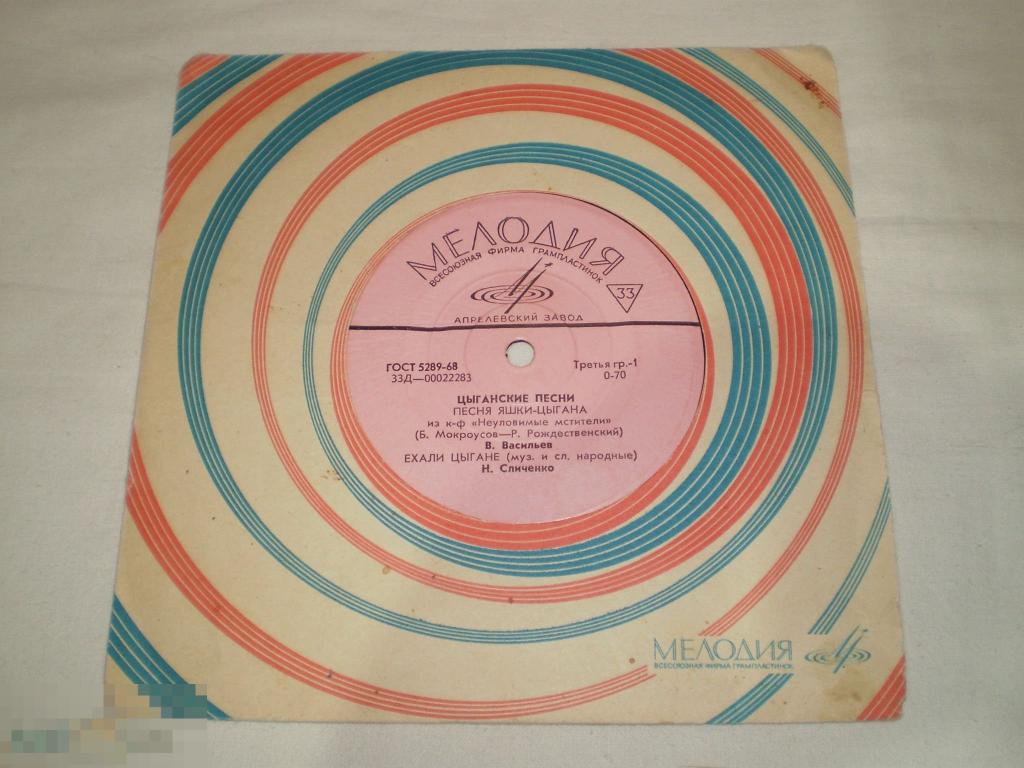 МЕЛОДИЯ
ВСЕСОЮЗНАЯ ФИРМА ГРАМПЛАСТИНОК
33
АПРЕЛЕВСКИЙ ЗАВОД
ГОСТ 5289-68 Третья гр.-1
33Д—00022283 0-70
ЦЫГАНСКИЕ ПЕСНИ
ПЕСНЯ ЯШКИ-ЦЫГАНА
из к-ф «Неуловимые мстители»
(Б. Мокроусов—Р. Рождественский)
В. Васильев
ЕХАЛИ ЦЫГАНЕ (муз. и сл. народные)
Н. Сличенко
МЕЛОДИЯ
ВСЕСОЮЗНАЯ ФИРМА ГРАМПЛАСТИНОК